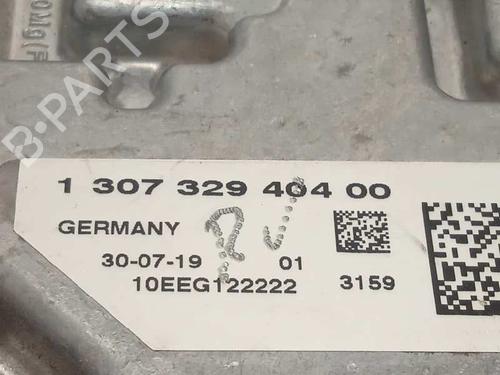 B-PARTS
1 307 329 404 00
GERMANY
30-07-19 01
10EEG122222 3159